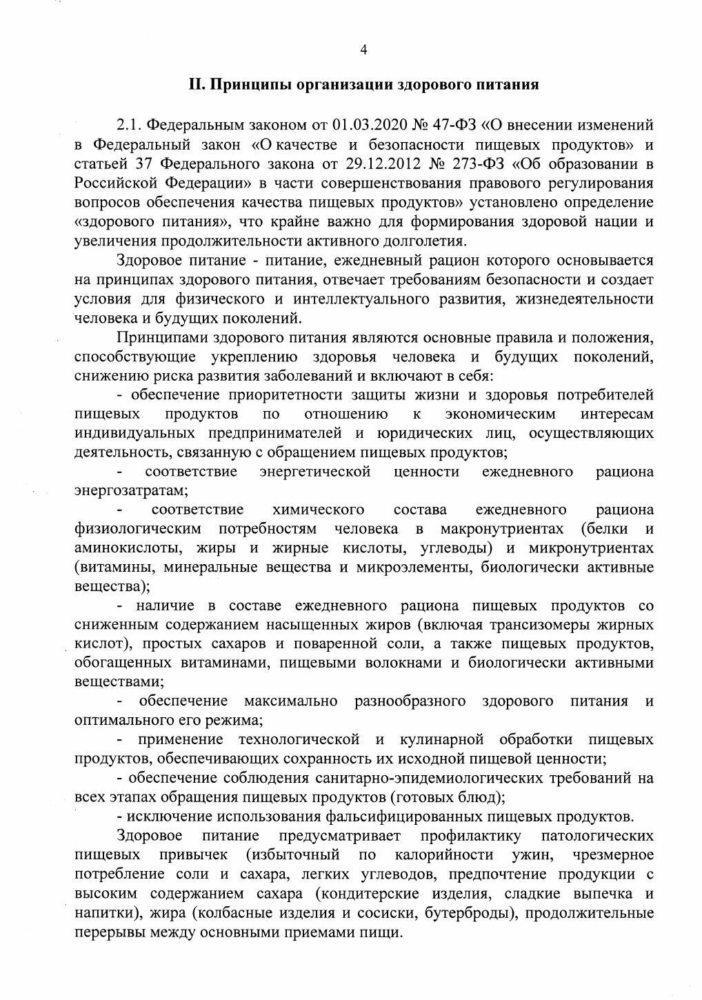 4
II. Принципы организации здорового питания
2.1. Федеральным законом от 01.03.2020 № 47-ФЗ «О внесении изменений
в Федеральный закон «О качестве и безопасности пищевых продуктов» и
статьей 37 Федерального закона от 29.12.2012 № 273-ФЗ «Об образовании в
Российской Федерации» в части совершенствования правового регулирования
вопросов обеспечения качества пищевых продуктов» установлено определение
«здорового питания», что крайне важно для формирования здоровой нации и
увеличения продолжительности активного долголетия.
Здоровое питание - питание, ежедневный рацион которого основывается
на принципах здорового питания, отвечает требованиям безопасности и создает
условия для физического и интеллектуального развития, жизнедеятельности
человека и будущих поколений.
Принципами здорового питания являются основные правила и положения,
способствующие укреплению здоровья человека и будущих поколений,
снижению риска развития заболеваний и включают в себя:
- обеспечение приоритетности защиты жизни и здоровья потребителей
пищевых продуктов по отношению к экономическим интересам
индивидуальных предпринимателей и юридических лиц, осуществляющих
деятельность, связанную с обращением пищевых продуктов;
- соответствие энергетической ценности ежедневного рациона
энергозатратам;
- соответствие химического состава ежедневного рациона
физиологическим потребностям человека в макронутриентах (белки и
аминокислоты, жиры и жирные кислоты, углеводы) и микронутриентах
(витамины, минеральные вещества и микроэлементы, биологически активные
вещества);
- наличие в составе ежедневного рациона пищевых продуктов со
сниженным содержанием насыщенных жиров (включая трансизомеры жирных
кислот), простых сахаров и поваренной соли, а также пищевых продуктов,
обогащенных витаминами, пищевыми волокнами и биологически активными
веществами;
- обеспечение максимально разнообразного здорового питания и
оптимального его режима;
- применение технологической и кулинарной обработки пищевых
продуктов, обеспечивающих сохранность их исходной пищевой ценности;
- обеспечение соблюдения санитарно-эпидемиологических требований на
всех этапах обращения пищевых продуктов (готовых блюд);
- исключение использования фальсифицированных пищевых продуктов.
Здоровое питание предусматривает профилактику патологических
пищевых привычек (избыточный по калорийности ужин, чрезмерное
потребление соли и сахара, легких углеводов, предпочтение продукции с
высоким содержанием сахара (кондитерские изделия, сладкие выпечка и
напитки), жира (колбасные изделия и сосиски, бутерброды), продолжительные
перерывы между основными приемами пищи.